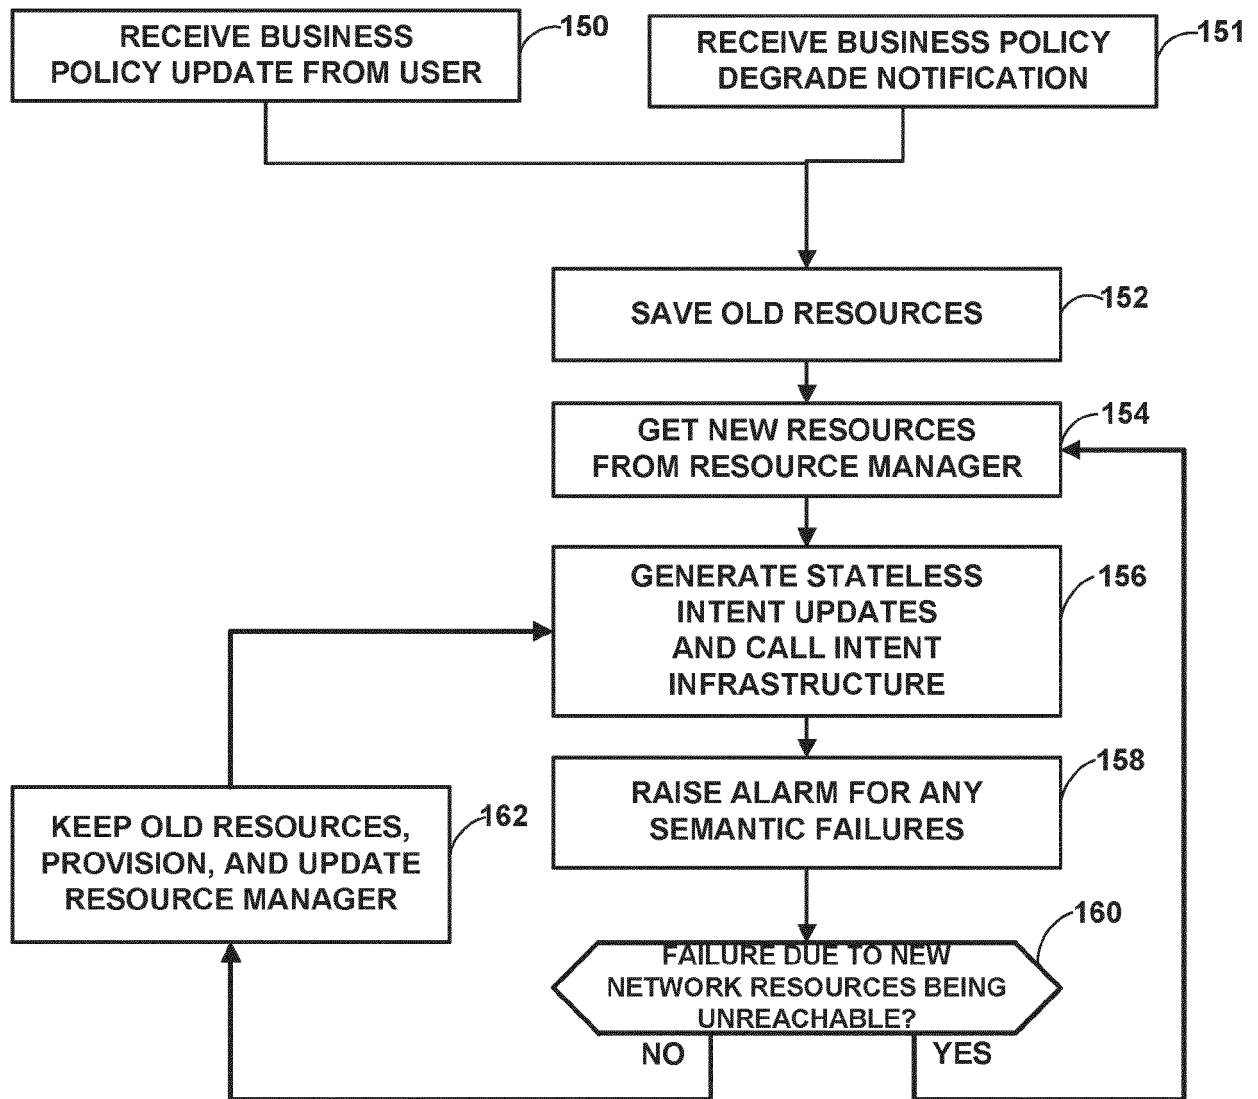 RECEIVE BUSINESS
POLICY UPDATE FROM USER
150
RECEIVE BUSINESS POLICY
DEGRADE NOTIFICATION
151
SAVE OLD RESOURCES
152
GET NEW RESOURCES
FROM RESOURCE MANAGER
154
GENERATE STATELESS
INTENT UPDATES
AND CALL INTENT
INFRASTRUCTURE
156
RAISE ALARM FOR ANY
SEMANTIC FAILURES
158
KEEP OLD RESOURCES,
PROVISION, AND UPDATE
RESOURCE MANAGER
162
FAILURE DUE TO NEW
NETWORK RESOURCES BEING
UNREACHABLE?
160
NO
YES